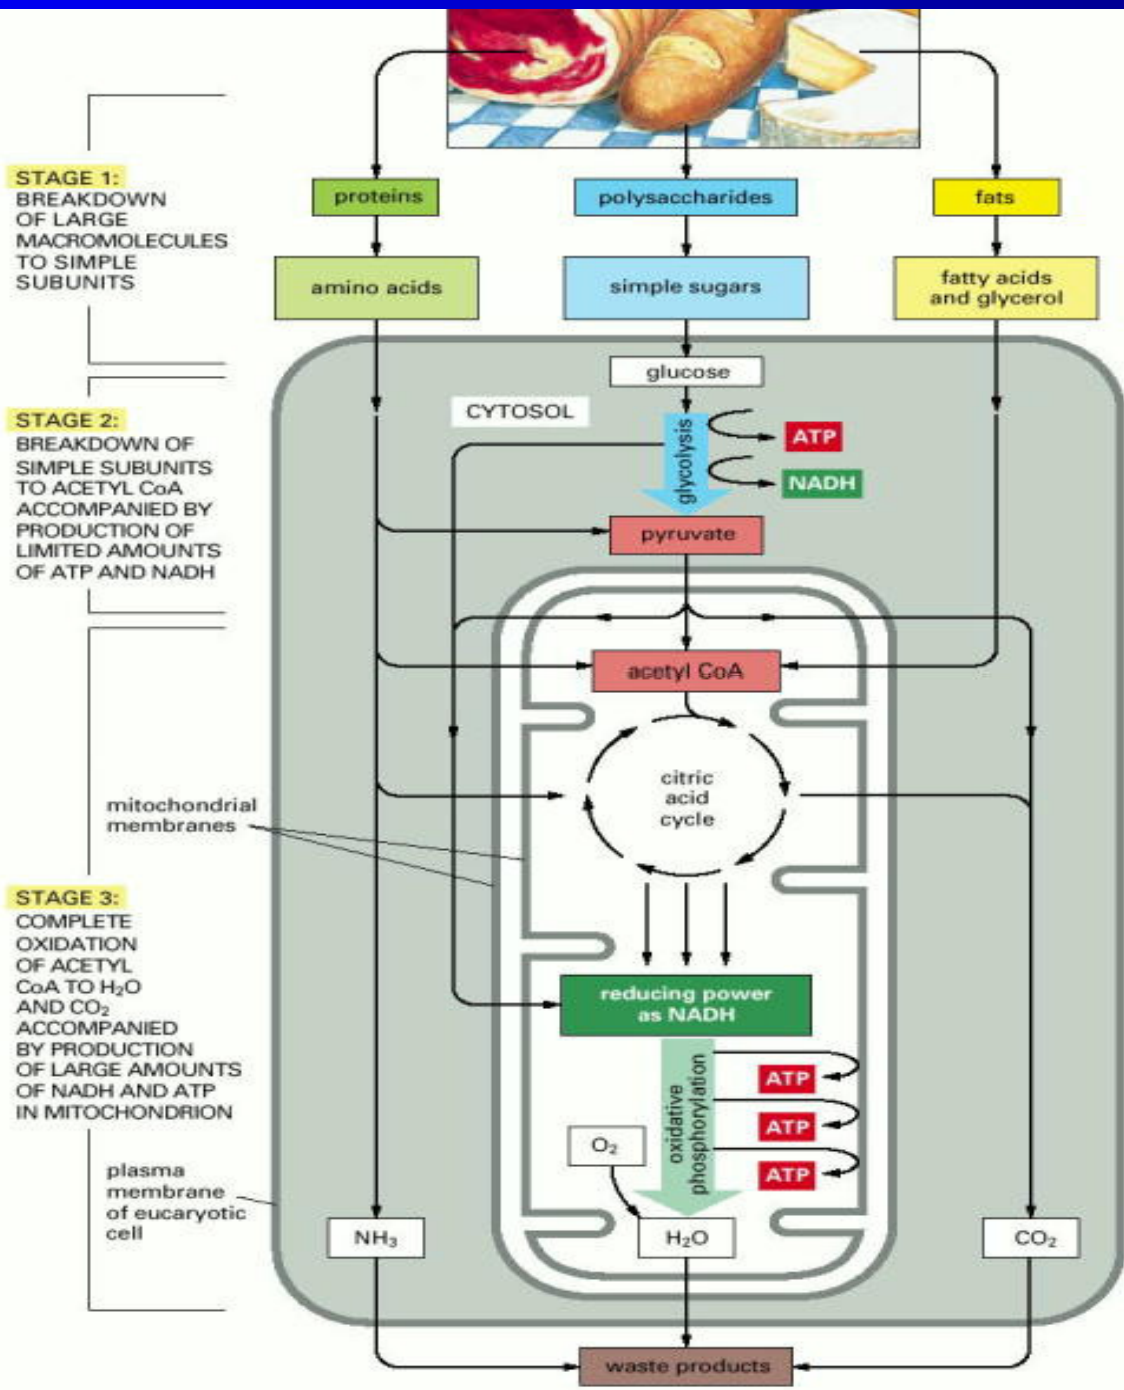 STAGE 1:
BREAKDOWN
OF LARGE
MACROMOLECULES
TO SIMPLE
SUBUNITS
proteins
polysaccharides
fats
amino acids
simple sugars
fatty acids
and glycerol
glucose
STAGE 2:
BREAKDOWN OF
SIMPLE SUBUNITS
TO ACETYL CoA
ACCOMPANIED BY
PRODUCTION OF
LIMITED AMOUNTS
OF ATP AND NADH
CYTOSOL
glycolysis
ATP
NADH
pyruvate
acetyl CoA
citric
acid
cycle
mitochondrial
membranes
STAGE 3:
COMPLETE
OXIDATION
OF ACETYL
CoA TO H₂O
AND CO₂
ACCOMPANIED
BY PRODUCTION
OF LARGE AMOUNTS
OF NADH AND ATP
IN MITOCHONDRION
reducing power
as NADH
oxidative
phosphorylation
ATP
ATP
ATP
O₂
plasma
membrane
of eucaryotic
cell
NH₃
H₂O
CO₂
waste products